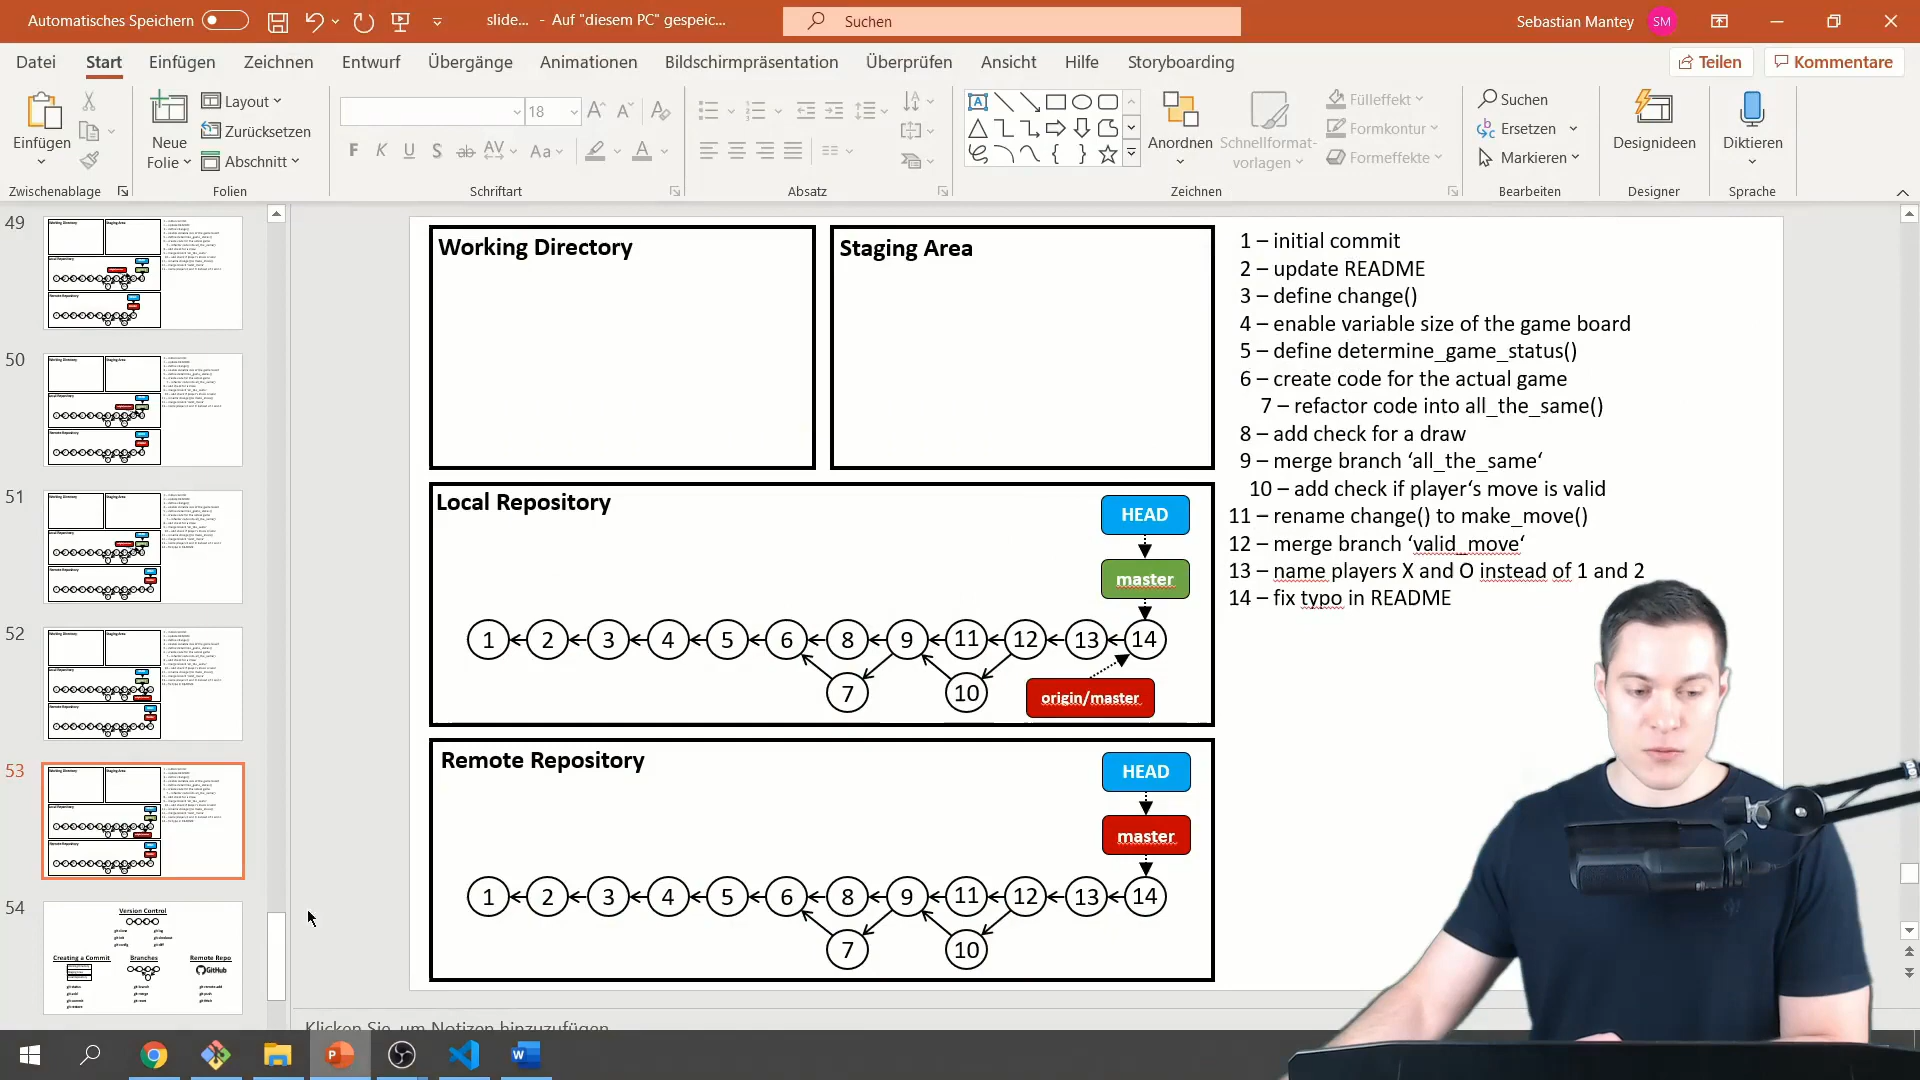 Automatisches Speichern
slide... - Auf "diesem PC" gespeic...
Suchen
Sebastian Mantey
SM
Datei
Start
Einfügen
Zeichnen
Entwurf
Übergänge
Animationen
Bildschirmpräsentation
Überprüfen
Ansicht
Hilfe
Storyboarding
Teilen
Kommentare
Einfügen
Neue Folie
Layout
Zurücksetzen
Abschnitt
18
F K U S ab AV Aa A
Anordnen
Schnellformat-vorlagen
Fülleffekt
Formkontur
Formeffekte
Suchen
Ersetzen
Markieren
Designideen
Diktieren
Zwischenablage
Folien
Schriftart
Absatz
Zeichnen
Bearbeiten
Designer
Sprache
49
50
51
52
53
54
Version Control
Creating a Commit
Branches
Remote Repo
GitHub
Working Directory
Staging Area
Local Repository
HEAD
master
1 2 3 4 5 6 8 9 11 12 13 14
7 10
origin/master
Remote Repository
HEAD
master
1 2 3 4 5 6 8 9 11 12 13 14
7 10
1 – initial commit
2 – update README
3 – define change()
4 – enable variable size of the game board
5 – define determine_game_status()
6 – create code for the actual game
7 – refactor code into all_the_same()
8 – add check for a draw
9 – merge branch ‘all_the_same‘
10 – add check if player‘s move is valid
11 – rename change() to make_move()
12 – merge branch ‘valid_move‘
13 – name players X and O instead of 1 and 2
14 – fix typo in README
Klicken Sie, um Notizen hinzuzufügen